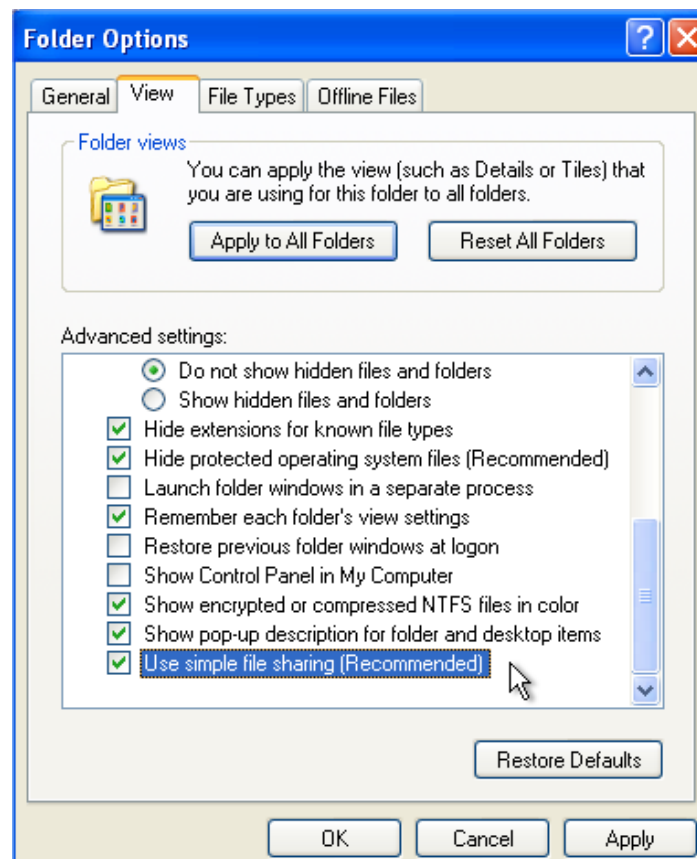 Folder Options
General View File Types Offline Files
Folder views
You can apply the view (such as Details or Tiles) that
you are using for this folder to all folders.
Apply to All Folders Reset All Folders
Advanced settings:
Do not show hidden files and folders
Show hidden files and folders
Hide extensions for known file types
Hide protected operating system files (Recommended)
Launch folder windows in a separate process
Remember each folder's view settings
Restore previous folder windows at logon
Show Control Panel in My Computer
Show encrypted or compressed NTFS files in color
Show pop-up description for folder and desktop items
Use simple file sharing (Recommended)
Restore Defaults
OK Cancel Apply